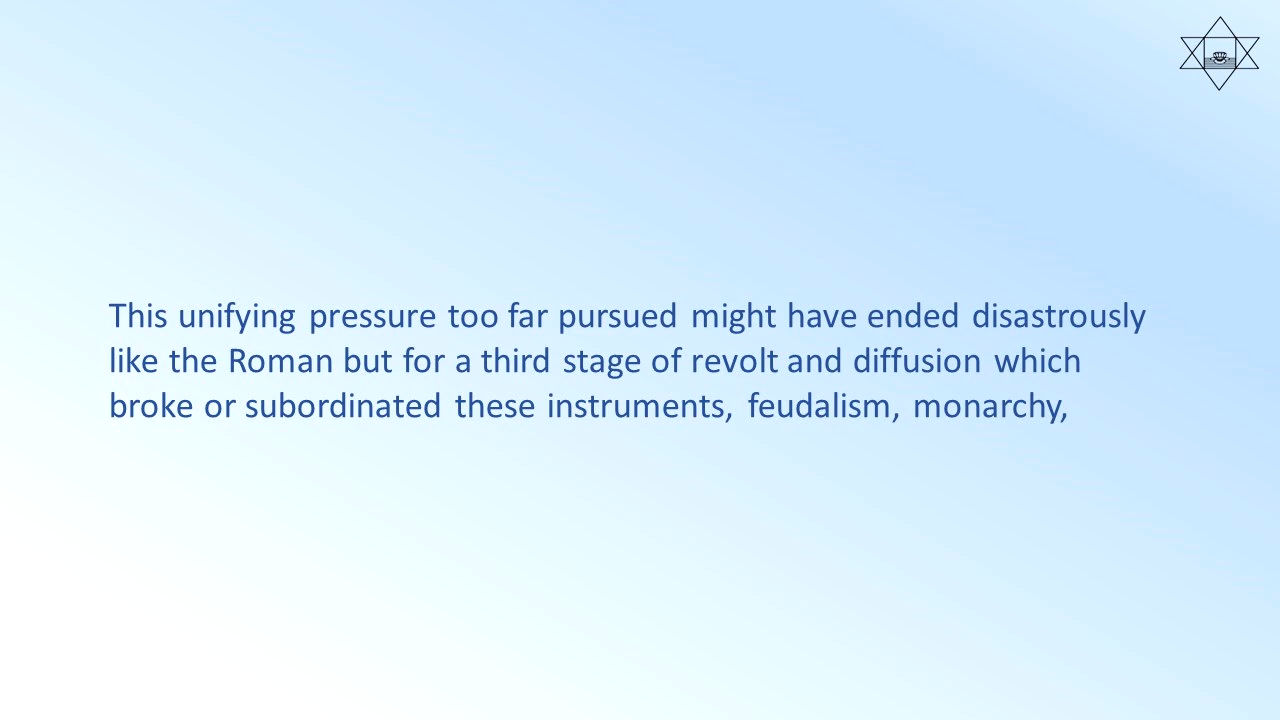 This unifying pressure too far pursued might have ended disastrously
like the Roman but for a third stage of revolt and diffusion which
broke or subordinated these instruments, feudalism, monarchy,